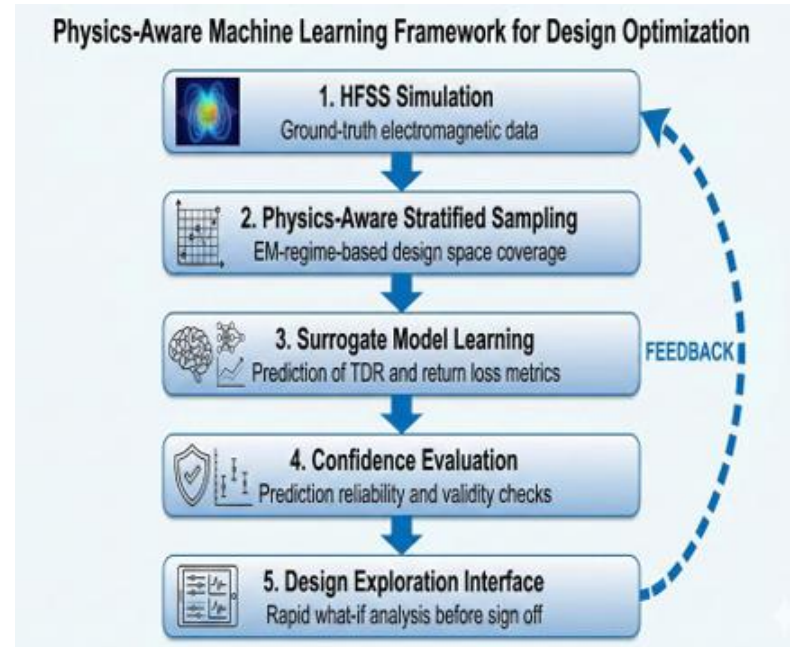 Physics-Aware Machine Learning Framework for Design Optimization
1. HFSS Simulation
Ground-truth electromagnetic data
2. Physics-Aware Stratified Sampling
EM-regime-based design space coverage
3. Surrogate Model Learning
Prediction of TDR and return loss metrics
FEEDBACK
4. Confidence Evaluation
Prediction reliability and validity checks
5. Design Exploration Interface
Rapid what-if analysis before sign off